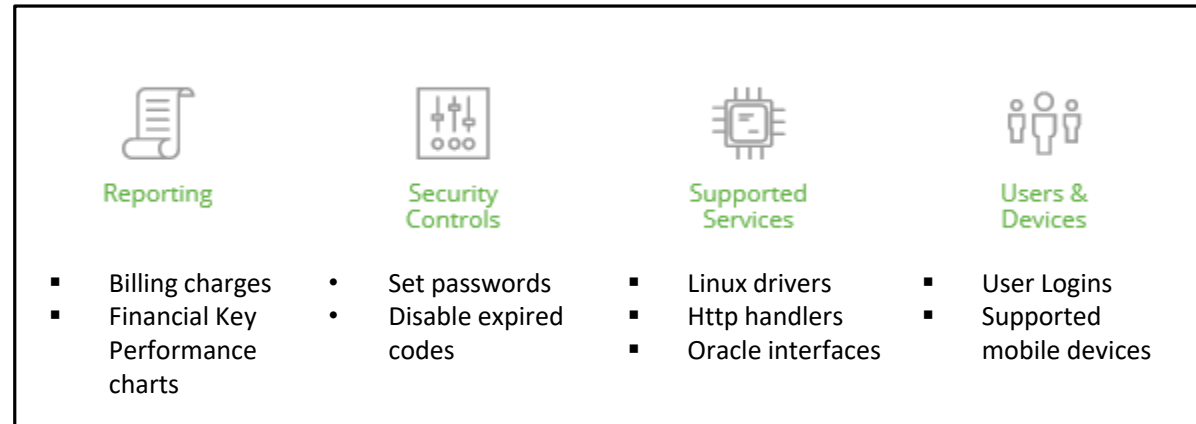 Reporting
Security
Controls
Supported
Services
Users &
Devices
▪ Billing charges
▪ Financial Key
Performance
charts
• Set passwords
• Disable expired
codes
▪ Linux drivers
▪ Http handlers
▪ Oracle interfaces
▪ User Logins
▪ Supported
mobile devices